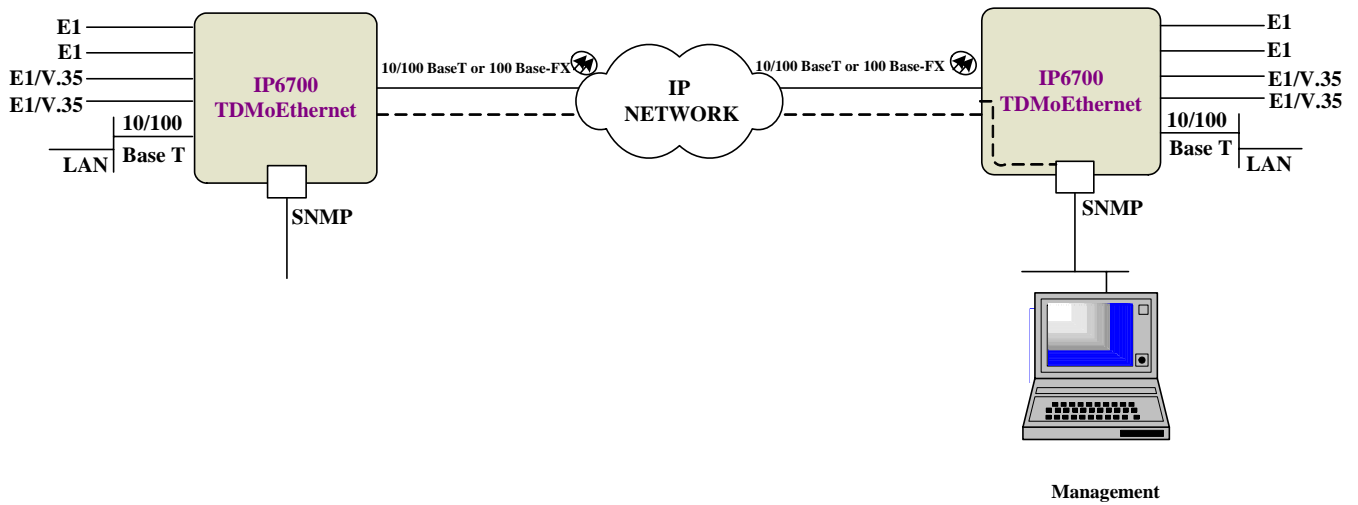 E1
E1
E1/V.35
E1/V.35
10/100
Base T
LAN
IP6700
TDMoEthernet
SNMP
10/100 BaseT or 100 Base-FX
IP
NETWORK
10/100 BaseT or 100 Base-FX
IP6700
TDMoEthernet
SNMP
E1
E1
E1/V.35
E1/V.35
10/100
Base T
LAN
Management